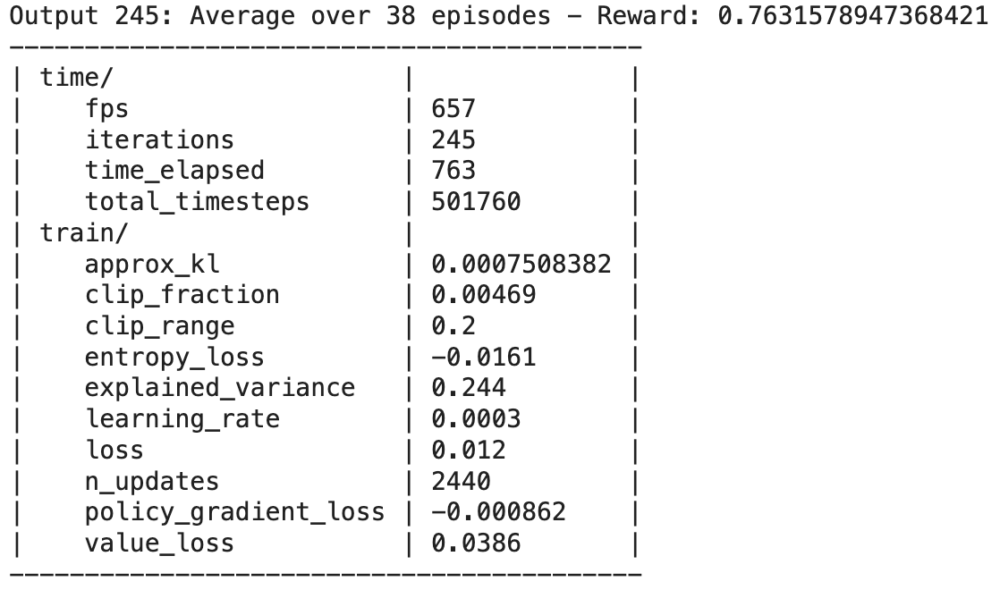 Output 245: Average over 38 episodes - Reward: 0.7631578947368421
------------------------------------------
| time/                   |              |
|    fps                  | 657          |
|    iterations           | 245          |
|    time_elapsed         | 763          |
|    total_timesteps      | 501760       |
| train/                  |              |
|    approx_kl            | 0.0007508382 |
|    clip_fraction        | 0.00469      |
|    clip_range           | 0.2          |
|    entropy_loss         | -0.0161      |
|    explained_variance   | 0.244        |
|    learning_rate        | 0.0003       |
|    loss                 | 0.012        |
|    n_updates            | 2440         |
|    policy_gradient_loss | -0.000862    |
|    value_loss           | 0.0386       |
------------------------------------------